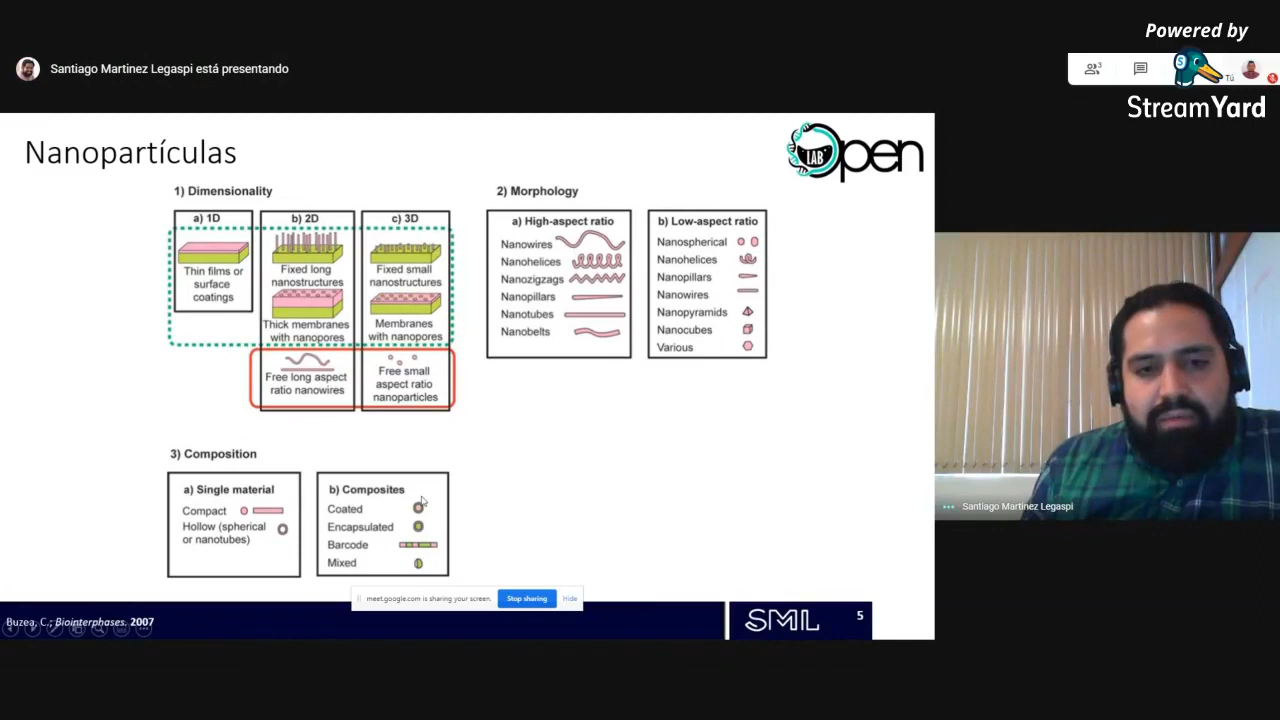 Powered by
StreamYard
Santiago Martinez Legaspi está presentando
3
Tú
Nanopartículas
LAB Open
1) Dimensionality
a) 1D
Thin films or
surface
coatings
b) 2D
Fixed long
nanostructures
Thick membranes
with nanopores
Free long aspect
ratio nanowires
c) 3D
Fixed small
nanostructures
Membranes
with nanopores
Free small
aspect ratio
nanoparticles
2) Morphology
a) High-aspect ratio
Nanowires
Nanohelices
Nanozigzags
Nanopillars
Nanotubes
Nanobelts
b) Low-aspect ratio
Nanospherical
Nanohelices
Nanopillars
Nanowires
Nanopyramids
Nanocubes
Various
3) Composition
a) Single material
Compact
Hollow (spherical
or nanotubes)
b) Composites
Coated
Encapsulated
Barcode
Mixed
Santiago Martinez Legaspi
meet.google.com is sharing your screen.
Stop sharing
Hide
Buzea, C.; Biointerphases. 2007
SML
5